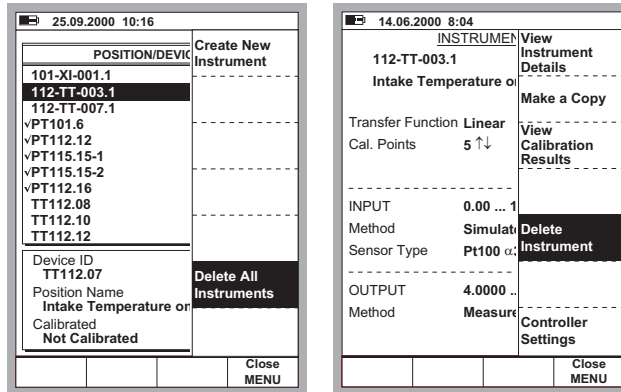 25.09.2000 10:16
POSITION/DEVIC
101-XI-001.1
112-TT-003.1
112-TT-007.1
√PT101.6
√PT112.12
√PT115.15-1
√PT115.15-2
√PT112.16
TT112.08
TT112.10
TT112.12
Device ID
TT112.07
Position Name
Intake Temperature on
Calibrated
Not Calibrated
Create New
Instrument
Delete All
Instruments
Close
MENU
14.06.2000 8:04
INSTRUMEN
112-TT-003.1
Intake Temperature o
Transfer Function Linear
Cal. Points 5 ↑↓
INPUT 0.00 ... 1
Method Simulat
Sensor Type Pt100 α
OUTPUT 4.0000 ..
Method Measure
View
Instrument
Details
Make a Copy
View
Calibration
Results
Delete
Instrument
Controller
Settings
Close
MENU